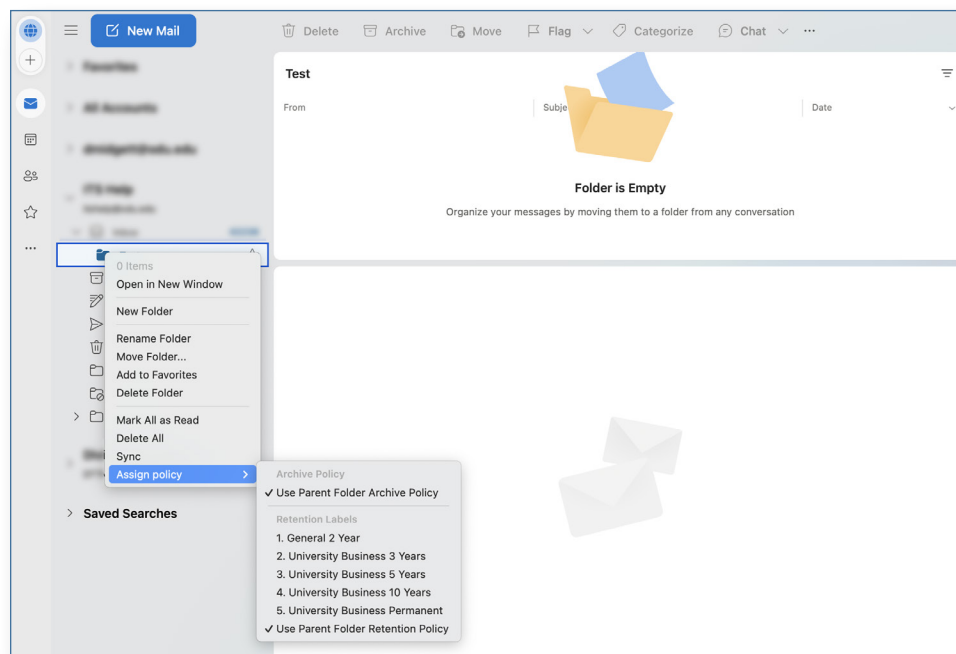 New Mail
Delete
Archive
Move
Flag
Categorize
Chat
Test
From
Subje
Date
Folder is Empty
Organize your messages by moving them to a folder from any conversation
0 Items
Open in New Window
New Folder
Rename Folder
Move Folder...
Add to Favorites
Delete Folder
Mark All as Read
Delete All
Sync
Assign policy
Archive Policy
✓ Use Parent Folder Archive Policy
Retention Labels
1. General 2 Year
2. University Business 3 Years
3. University Business 5 Years
4. University Business 10 Years
5. University Business Permanent
✓ Use Parent Folder Retention Policy
Saved Searches